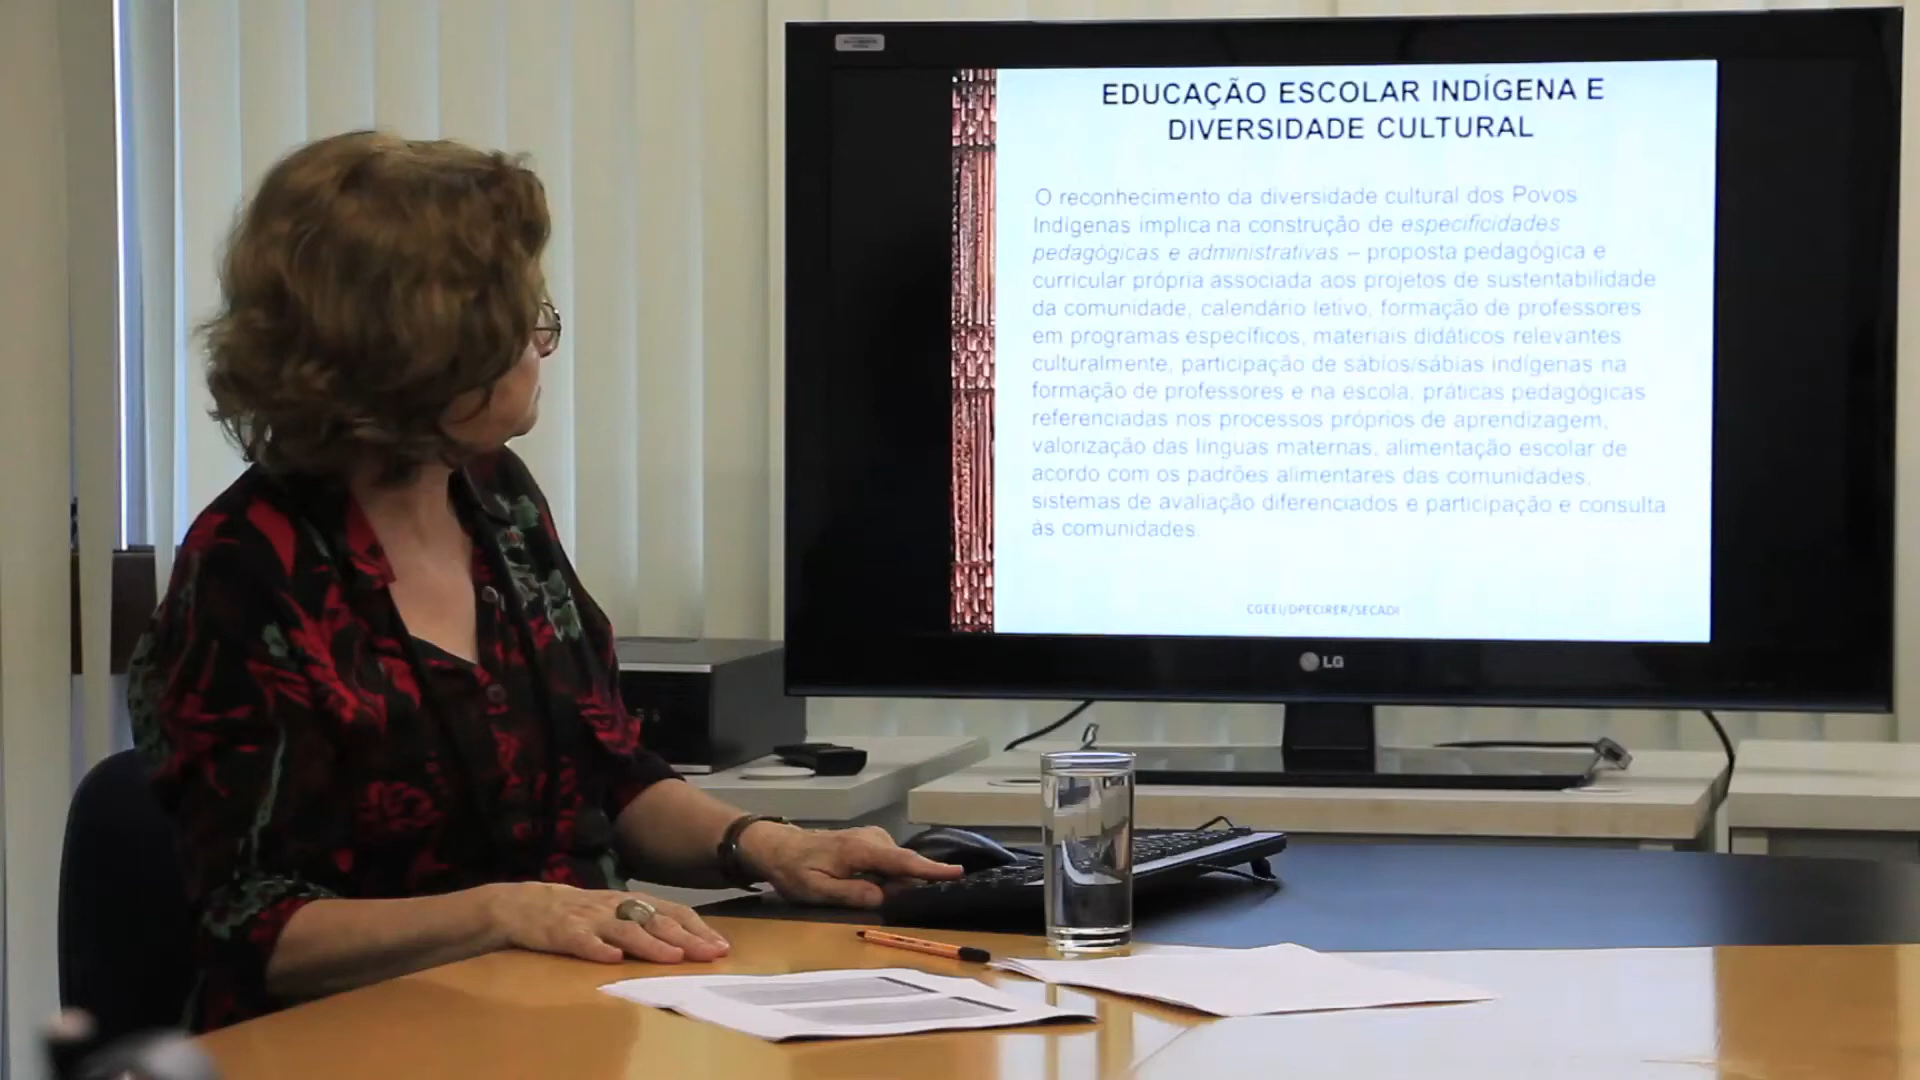 EDUCAÇÃO ESCOLAR INDÍGENA E
DIVERSIDADE CULTURAL
O reconhecimento da diversidade cultural dos Povos
Indígenas implica na construção de especificidades
pedagógicas e administrativas – proposta pedagógica e
curricular própria associada aos projetos de sustentabilidade
da comunidade, calendário letivo, formação de professores
em programas específicos, materiais didáticos relevantes
culturalmente, participação de sábios/sábias indígenas na
formação de professores e na escola, práticas pedagógicas
referenciadas nos processos próprios de aprendizagem,
valorização das línguas maternas, alimentação escolar de
acordo com os padrões alimentares das comunidades,
sistemas de avaliação diferenciados e participação e consulta
às comunidades.
CGEEI/DPECIRER/SECADI
LG